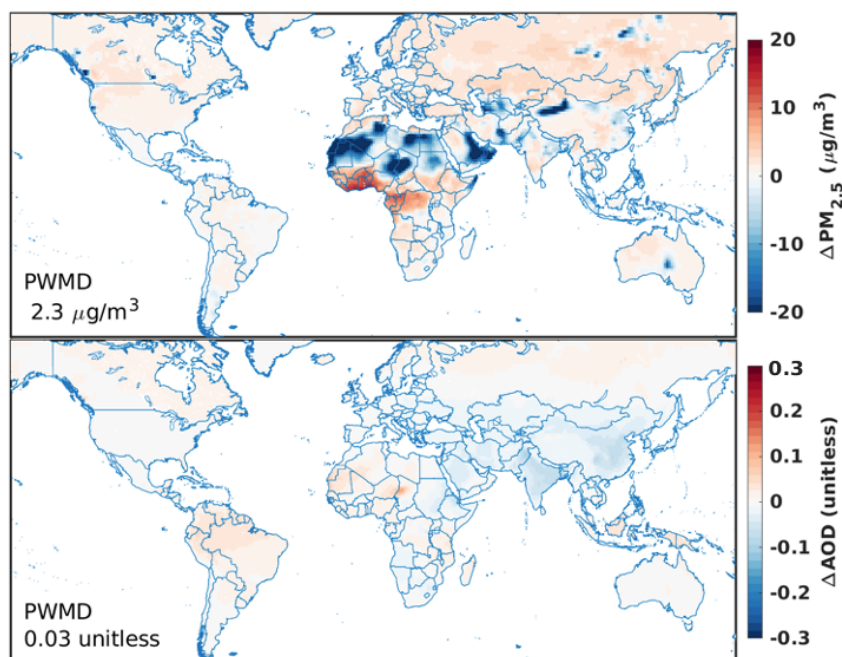 20
10
0
-10
-20
ΔPM2.5 (μg/m3)
PWMD
2.3 μg/m3
0.3
0.2
0.1
0
-0.1
-0.2
-0.3
ΔAOD (unitless)
PWMD
0.03 unitless